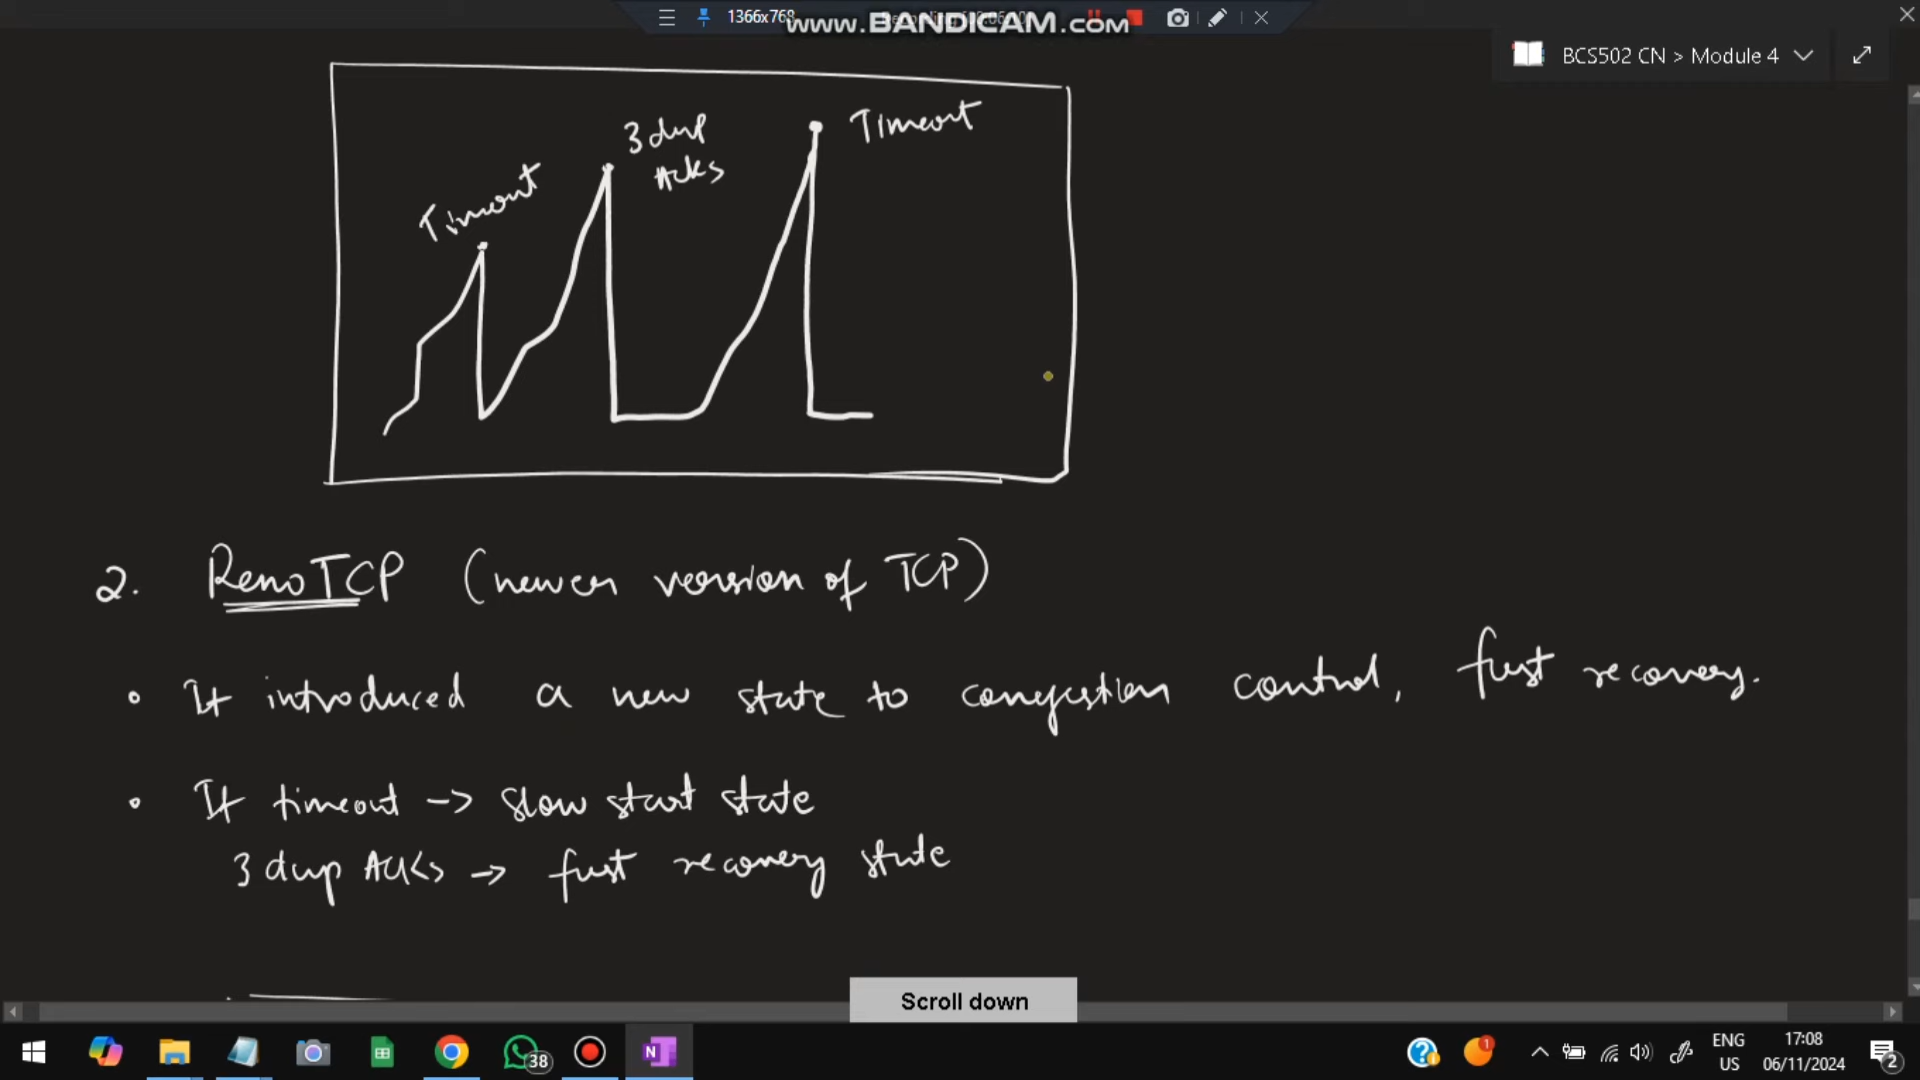 1366x768
www.BANDICAM.com
BCS502 CN > Module 4
Timeout
3 dup
Acks
Timeout
2. Reno TCP (newer version of TCP)
• It introduced a new state to congestion control, fast recovery.
• If timeout -> slow start state
3 dup ACKs -> fast recovery state
Scroll down
38
N
1
ENG
US
17:08
06/11/2024
2